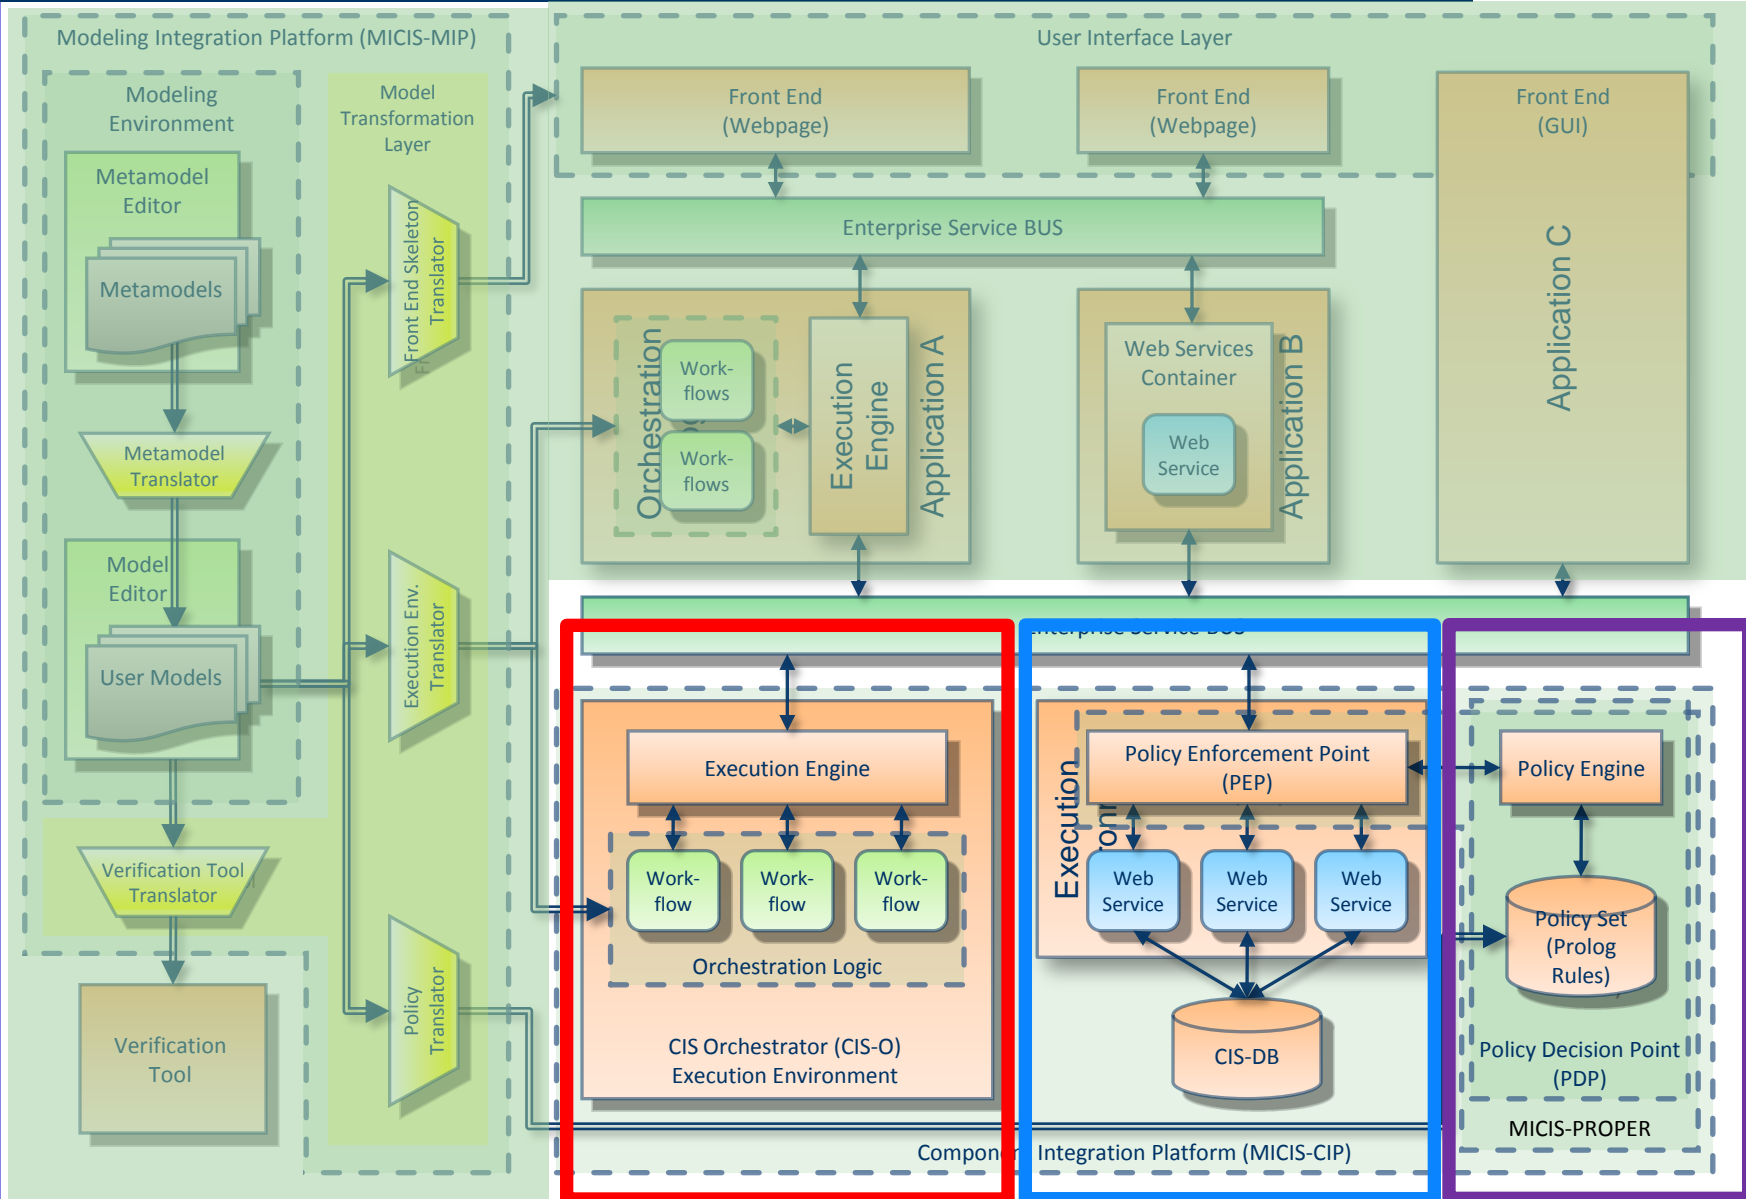 Modeling Integration Platform (MICIS-MIP)
Modeling
Environment
Metamodel
Editor
Metamodels
Metamodel
Translator
Model
Editor
User Models
Verification Tool
Translator
Verification
Tool
Model
Transformation
Layer
Front End Skeleton
Translator
Execution Env.
Translator
Policy
Translator
User Interface Layer
Front End
(Webpage)
Front End
(Webpage)
Front End
(GUI)
Enterprise Service BUS
Orchestration
Work-
flows
Work-
flows
Execution
Engine
Application A
Web Services
Container
Web
Service
Application B
Application C
Enterprise Service BUS
Execution Engine
Work-
flow
Work-
flow
Work-
flow
Orchestration Logic
CIS Orchestrator (CIS-O)
Execution Environment
Execution
Policy Enforcement Point
(PEP)
Web
Service
Web
Service
Web
Service
CIS-DB
Policy Engine
Policy Set
(Prolog
Rules)
Policy Decision Point
(PDP)
MICIS-PROPER
Component Integration Platform (MICIS-CIP)